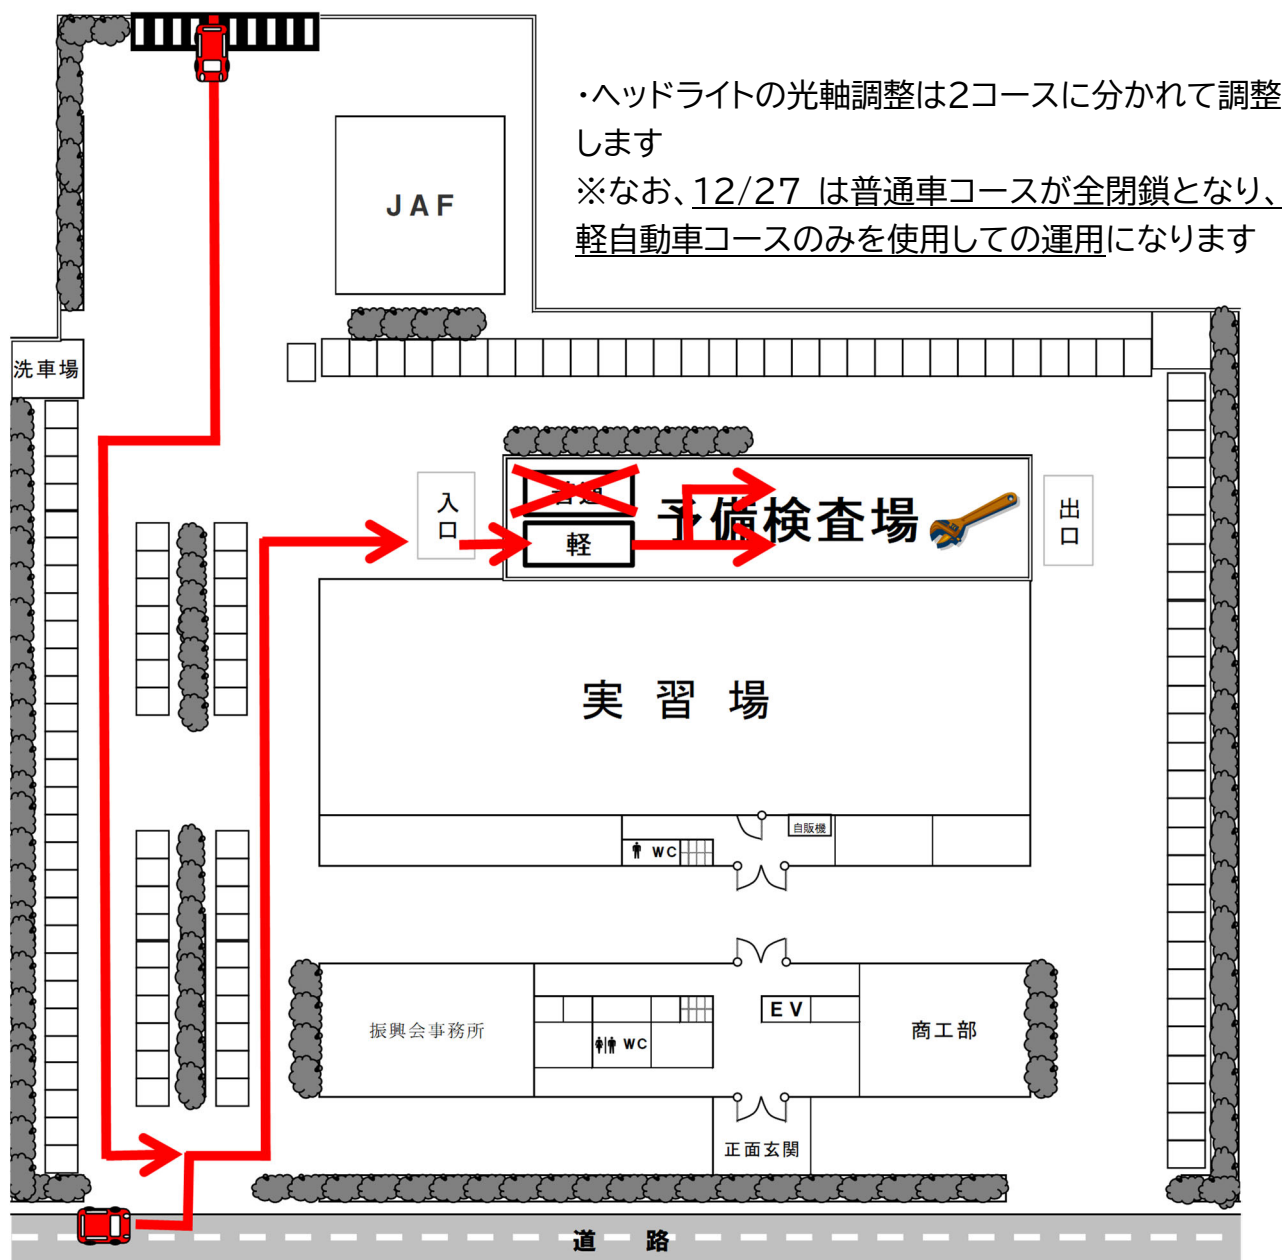 ・ヘッドライトの光軸調整は2コースに分かれて調整
します
※なお、12/27 は普通車コースが全閉鎖となり、
軽自動車コースのみを使用しての運用になります
JAF
洗車場
入口
普通
軽
予備検査場
出口
実習場
自販機
WC
振興会事務所
WC
EV
商工部
正面玄関
道路